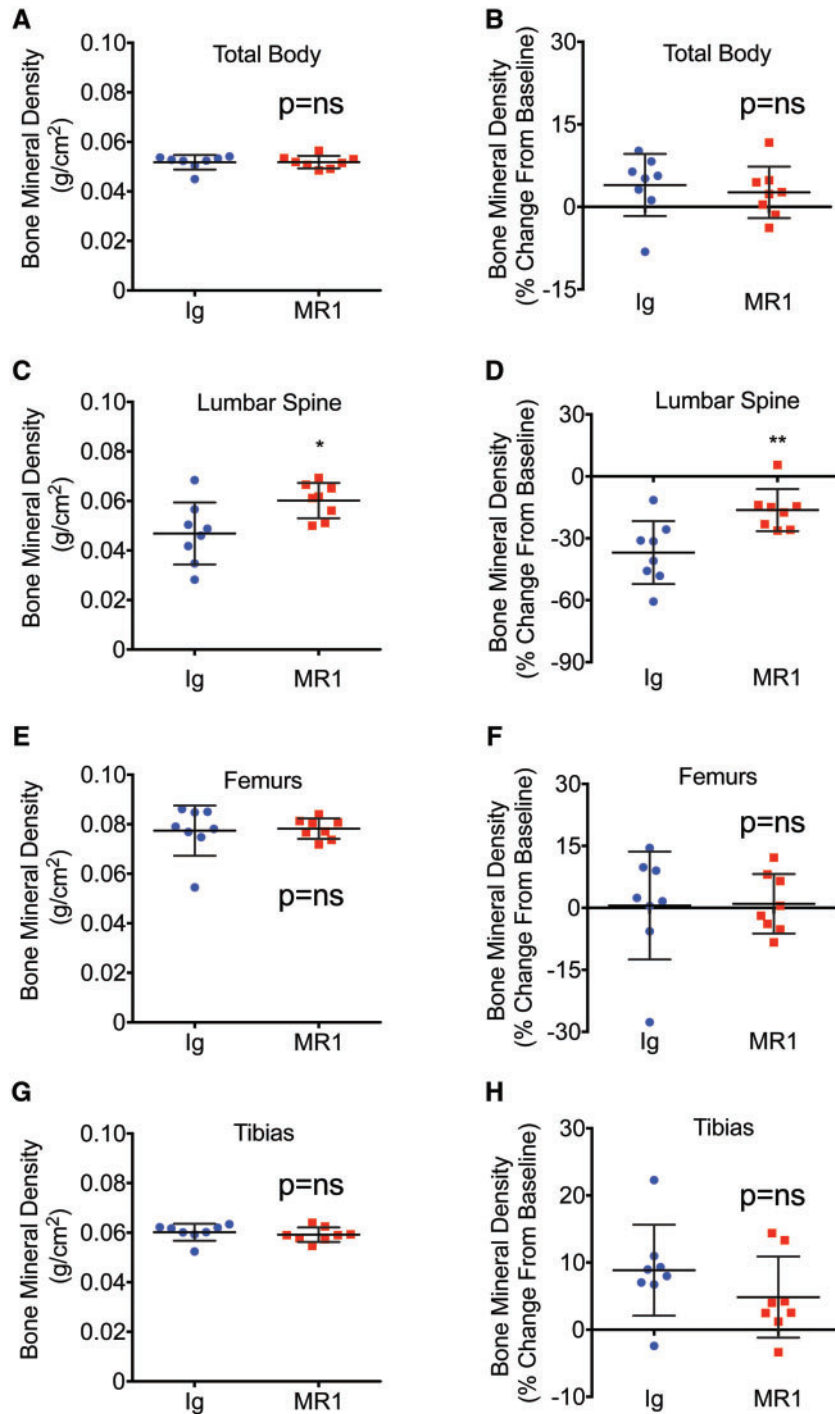 A
Total Body
Bone Mineral Density
(g/cm²)
0.10
0.08
0.06
0.04
0.02
0
p=ns
Ig
MR1
B
Total Body
Bone Mineral Density
(% Change From Baseline)
30
15
0
-15
p=ns
Ig
MR1
C
Lumbar Spine
Bone Mineral Density
(g/cm²)
0.10
0.08
0.06
0.04
0.02
0
*
Ig
MR1
D
Lumbar Spine
Bone Mineral Density
(% Change From Baseline)
30
0
-30
-60
-90
**
Ig
MR1
E
Femurs
Bone Mineral Density
(g/cm²)
0.10
0.08
0.06
0.04
0.02
0
p=ns
Ig
MR1
F
Femurs
Bone Mineral Density
(% Change From Baseline)
30
15
0
-15
-30
p=ns
Ig
MR1
G
Tibias
Bone Mineral Density
(g/cm²)
0.10
0.08
0.06
0.04
0.02
0
p=ns
Ig
MR1
H
Tibias
Bone Mineral Density
(% Change From Baseline)
30
20
10
0
-10
p=ns
Ig
MR1